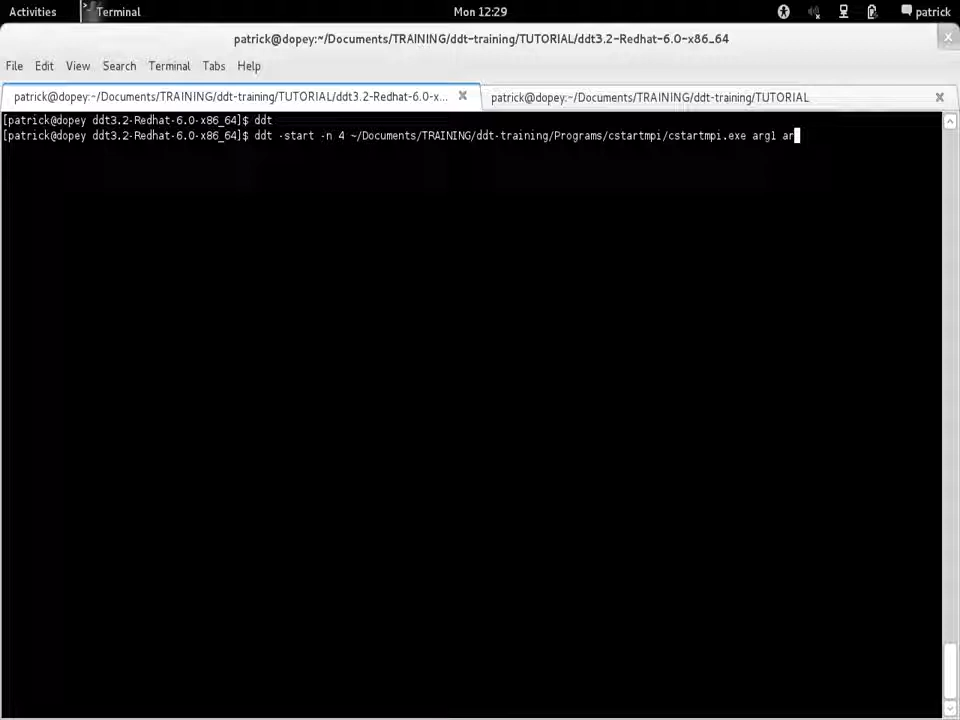 Activities Terminal Mon 12:29 patrick
patrick@dopey:~/Documents/TRAINING/ddt-training/TUTORIAL/ddt3.2-Redhat-6.0-x86_64
File Edit View Search Terminal Tabs Help
patrick@dopey:~/Documents/TRAINING/ddt-training/TUTORIAL/ddt3.2-Redhat-6.0-x... patrick@dopey:~/Documents/TRAINING/ddt-training/TUTORIAL
[patrick@dopey ddt3.2-Redhat-6.0-x86_64]$ ddt
[patrick@dopey ddt3.2-Redhat-6.0-x86_64]$ ddt -start -n 4 ~/Documents/TRAINING/ddt-training/Programs/cstartmpi/cstartmpi.exe arg1 ar